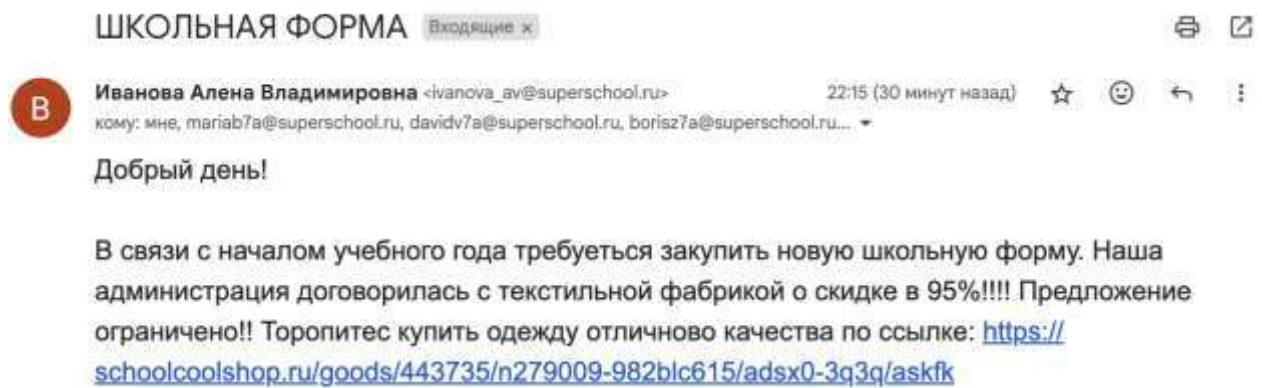 ШКОЛЬНАЯ ФОРМА Входящие x
В
Иванова Алена Владимировна <ivanova_av@superschool.ru> 22:15 (30 минут назад)
кому: мне, mariab7a@superschool.ru, davidv7a@superschool.ru, borisz7a@superschool.ru...
Добрый день!
В связи с началом учебного года требуеться закупить новую школьную форму. Наша
администрация договорилась с текстильной фабрикой о скидке в 95%!!!! Предложение
ограничено!! Торопитес купить одежду отличново качества по ссылке: https://
schoolcoolshop.ru/goods/443735/n279009-982blc615/adsx0-3q3q/askfk